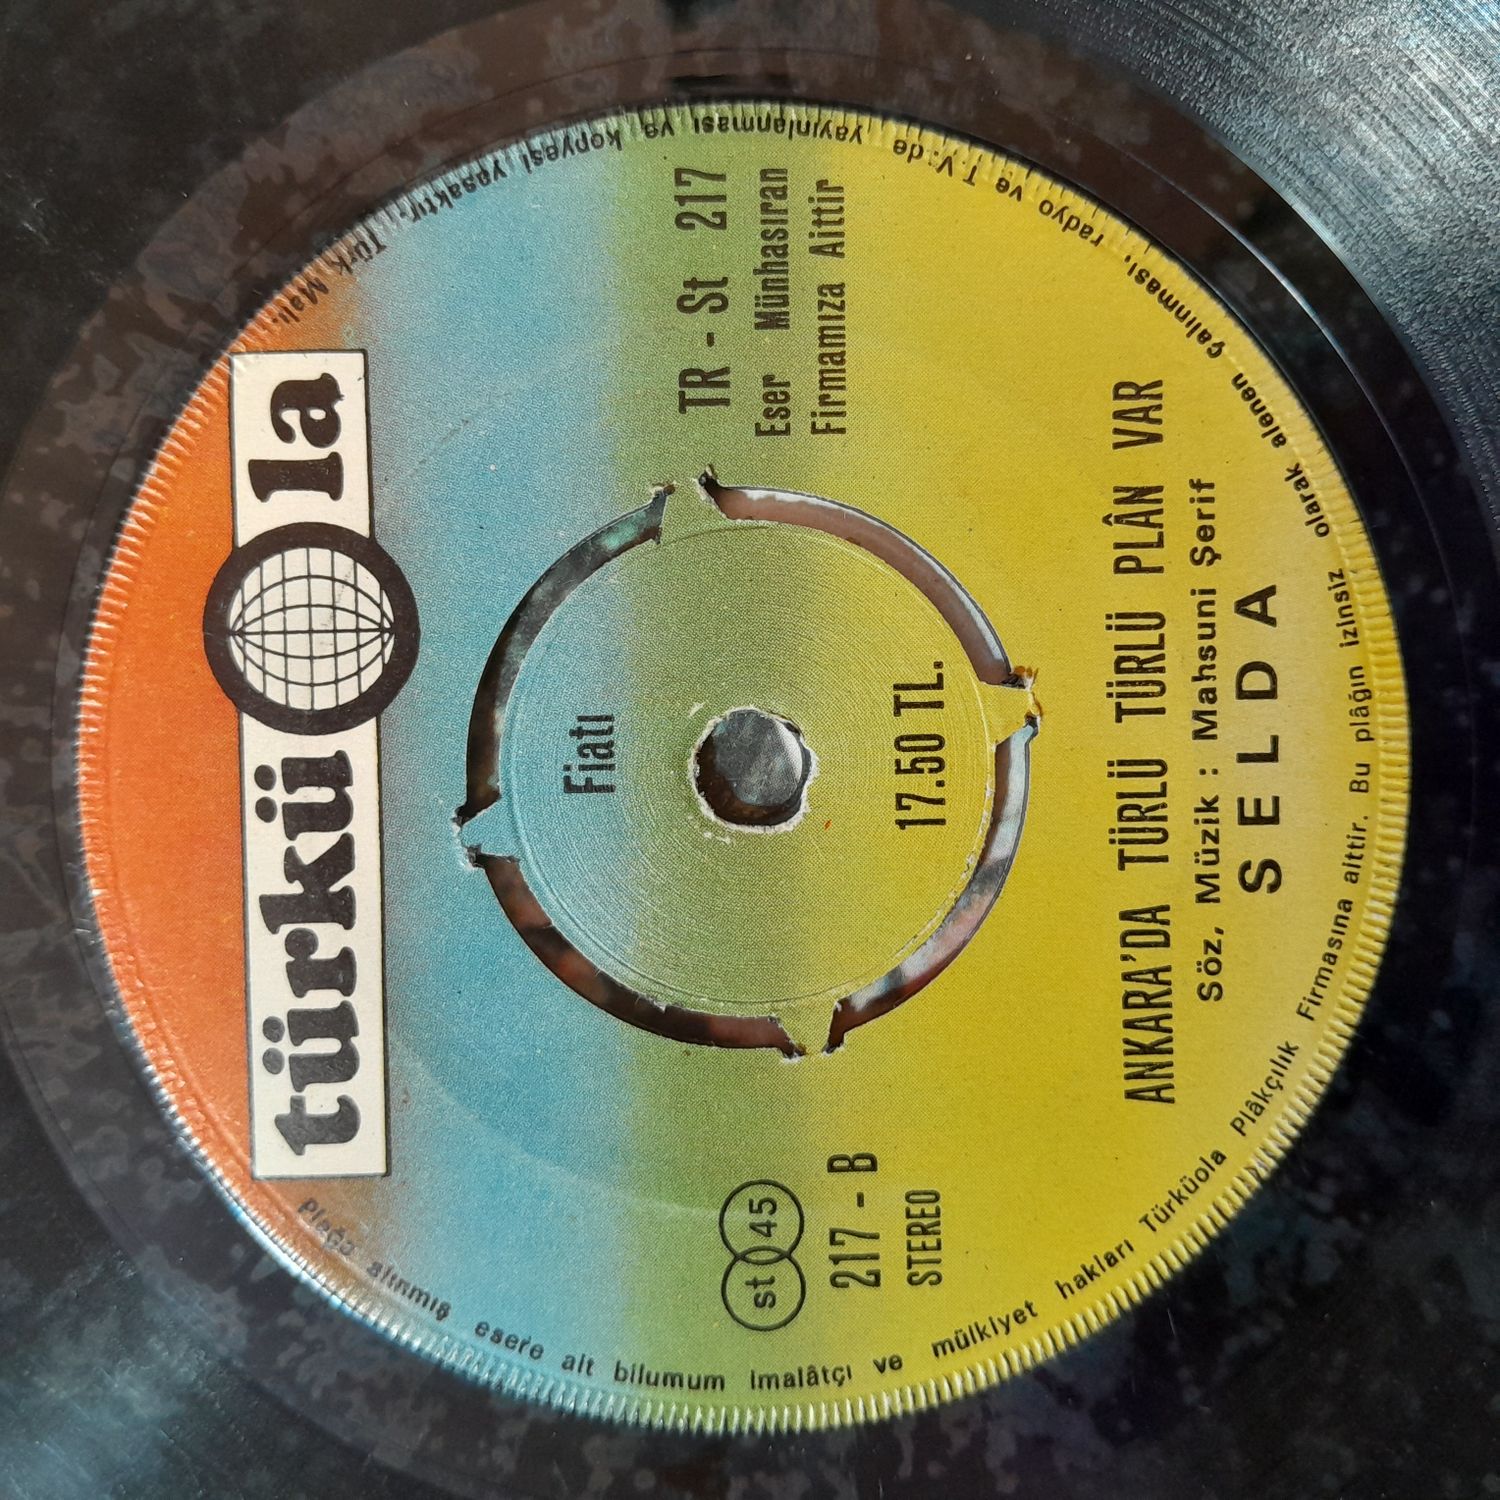 türküola
Fiatı
17.50 TL.
TR - St 217
Eser Münhasıran
Firmamıza Aittir
st 45
217 - B
STEREO
ANKARA'DA TÜRLÜ TÜRLÜ PLÂN VAR
Söz, Müzik : Mahsuni Şerif
SELDA
Plağa alınmış esere ait bilumum imalâtçı ve mülkiyet hakları Türküola Plâkçılık Firmasına aittir. Bu plâğın izinsiz olarak alenen çalınması, radyo ve T.V. de yayınlanması ve kopyesi yasaktır. Türk Malı.